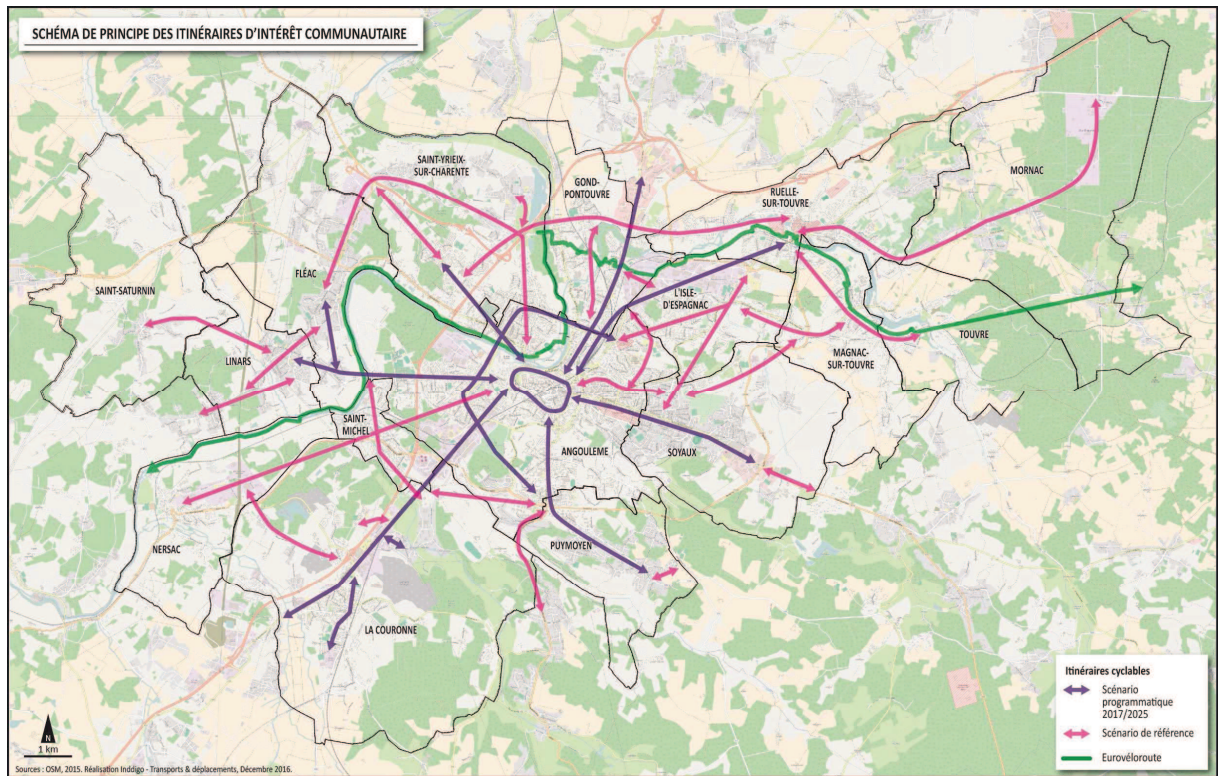 SCHÉMA DE PRINCIPE DES ITINÉRAIRES D'INTÉRÊT COMMUNAUTAIRE
SAINT-YRIEIX-
SUR-CHARENTE
GOND-
PONTOUVRE
RUELLE-
SUR-TOUVRE
MORNAC
SAINT-SATURNIN
FLÉAC
L'ISLE-
D'ESPAGNAC
TOUVRE
LINARS
MAGNAC-
SUR-TOUVRE
SAINT-
MICHEL
ANGOULEME
SOYAUX
NERSAC
PUYMOYEN
LA COURONNE
Itinéraires cyclables
Scénario
programmatique
2017/2025
Scénario de référence
Eurovéloroute
N
1 km
Sources : OSM, 2015. Réalisation Inddigo - Transports & déplacements, Décembre 2016.